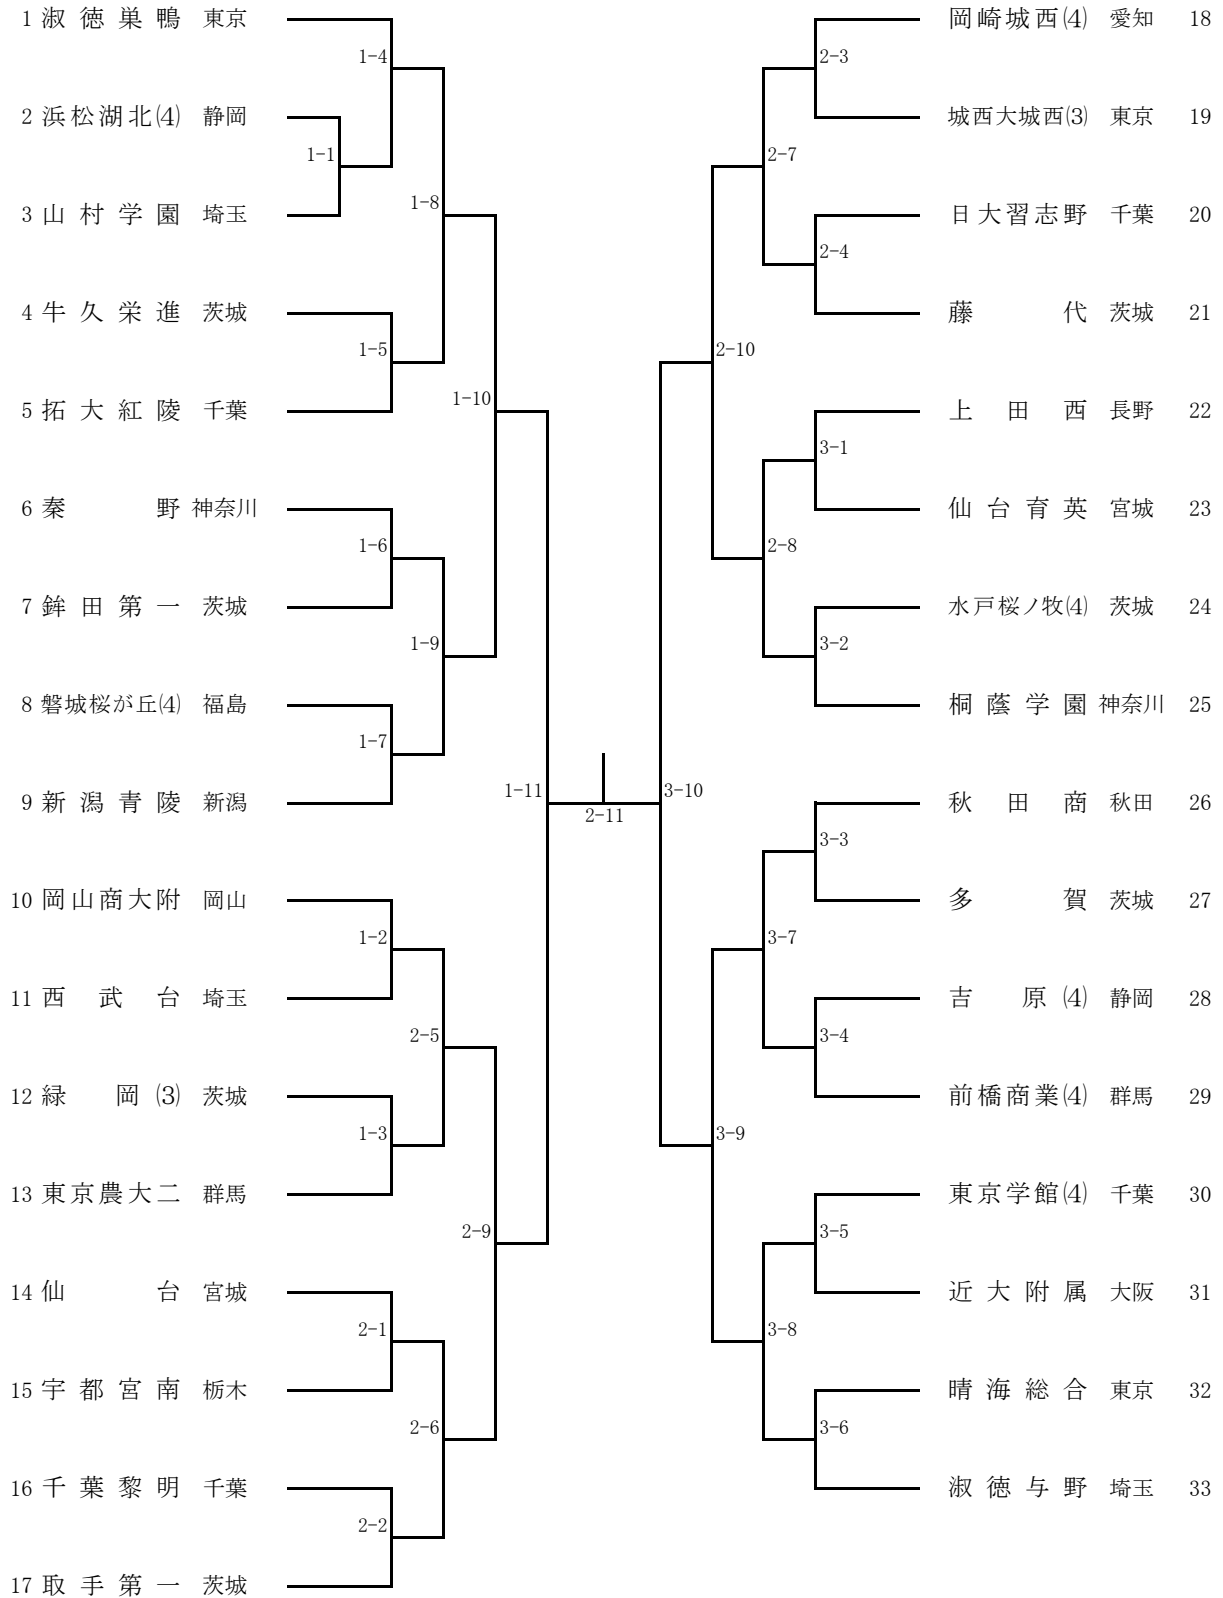 1 淑徳巣鴨 東京
1-4
2 浜松湖北(4) 静岡
1-1
3 山村学園 埼玉
1-8
4 牛久栄進 茨城
1-5
5 拓大紅陵 千葉
1-10
6 秦野 神奈川
1-6
7 鉾田第一 茨城
1-9
8 磐城桜が丘(4) 福島
1-7
9 新潟青陵 新潟
1-11
10 岡山商大附 岡山
1-2
11 西武台 埼玉
2-5
12 緑岡(3) 茨城
1-3
13 東京農大二 群馬
2-9
14 仙台 宮城
2-1
15 宇都宮南 栃木
2-6
16 千葉黎明 千葉
2-2
17 取手第一 茨城
2-11
岡崎城西(4) 愛知 18
2-3
城西大城西(3) 東京 19
2-7
日大習志野 千葉 20
2-4
藤代 茨城 21
2-10
上田西 長野 22
3-1
仙台育英 宮城 23
2-8
水戸桜ノ牧(4) 茨城 24
3-2
桐蔭学園 神奈川 25
3-10
秋田商 秋田 26
3-3
多賀 茨城 27
3-7
吉原(4) 静岡 28
3-4
前橋商業(4) 群馬 29
3-9
東京学館(4) 千葉 30
3-5
近大附属 大阪 31
3-8
晴海総合 東京 32
3-6
淑徳与野 埼玉 33